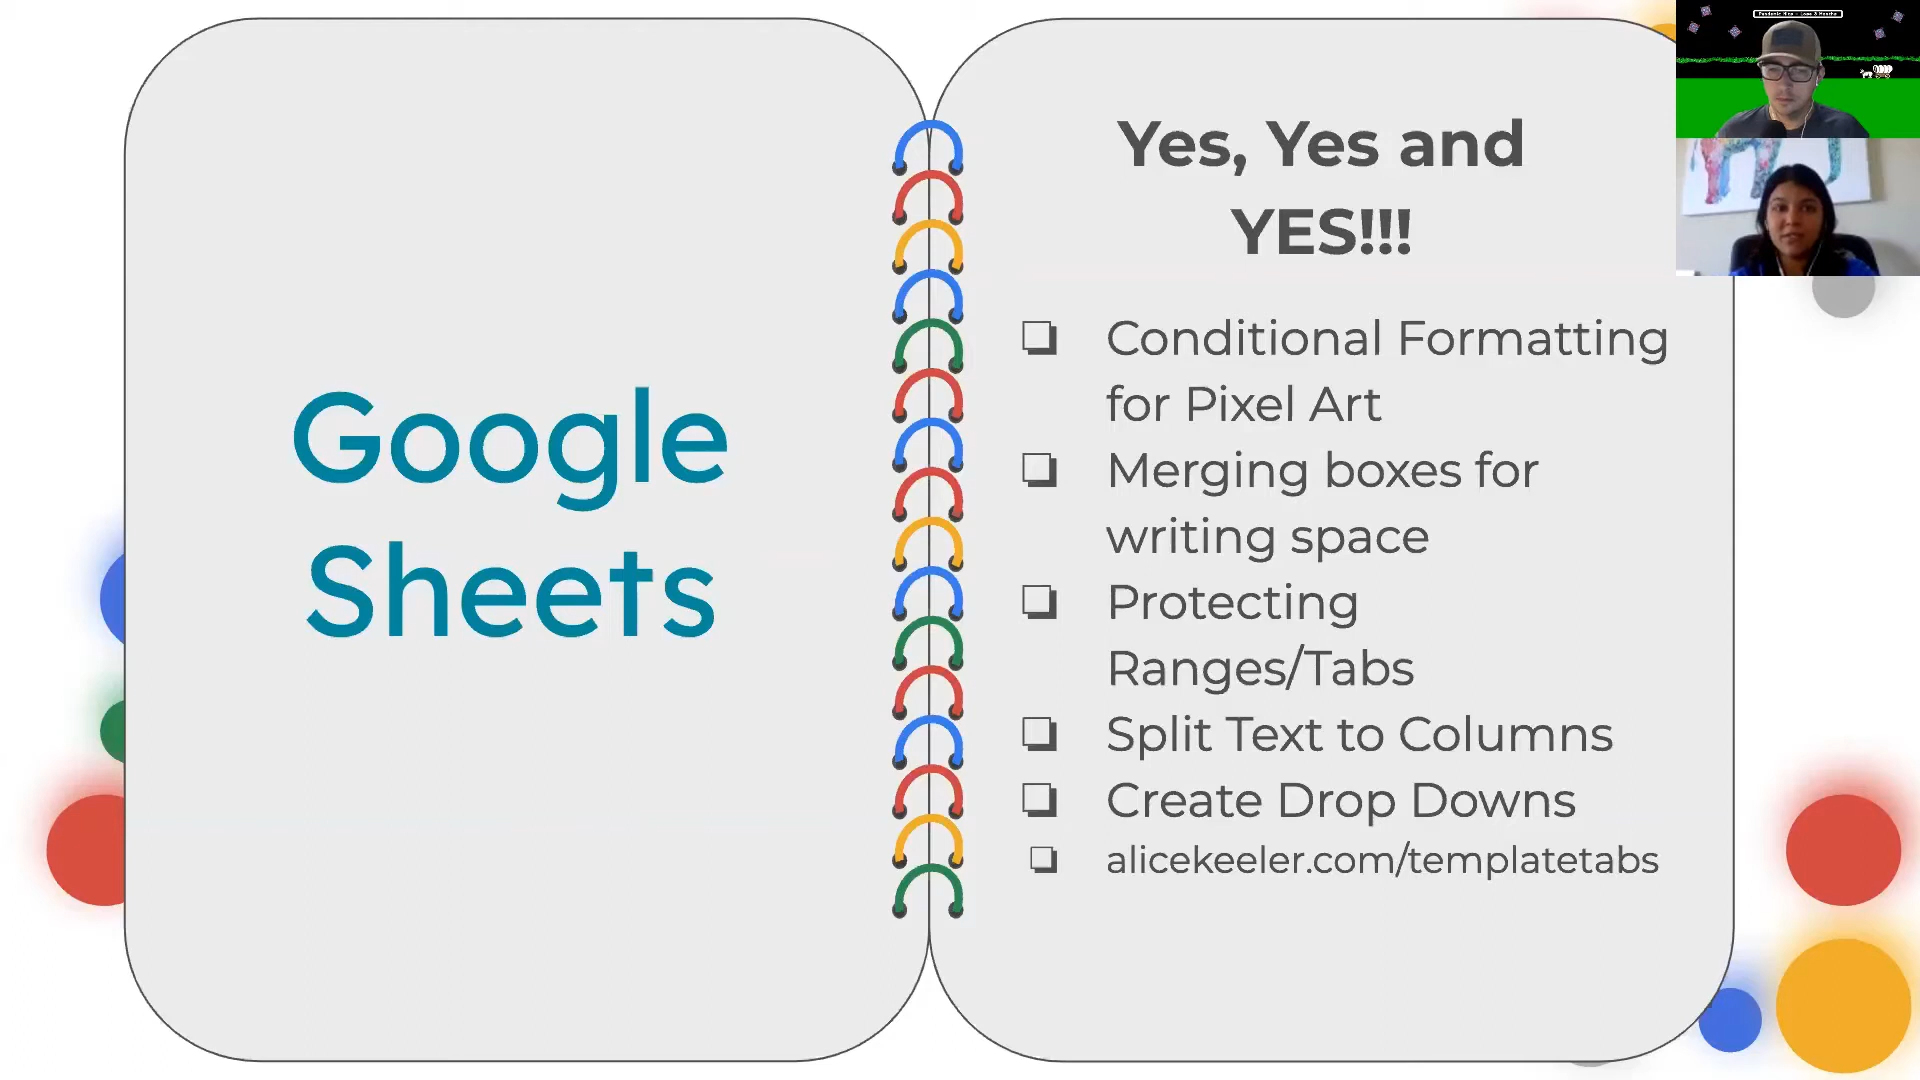 Google
Sheets
Yes, Yes and
YES!!!
Conditional Formatting
for Pixel Art
Merging boxes for
writing space
Protecting
Ranges/Tabs
Split Text to Columns
Create Drop Downs
alicekeeler.com/templatetabs